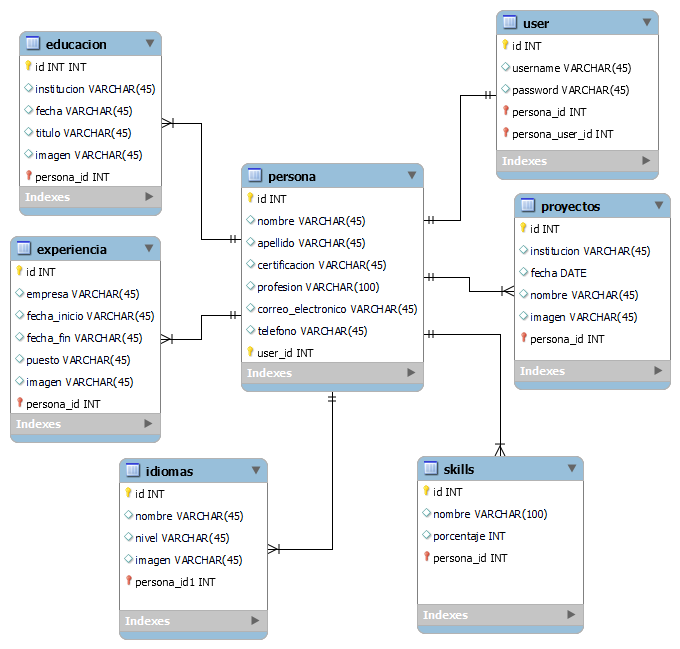 educacion
id INT INT
institucion VARCHAR(45)
fecha VARCHAR(45)
titulo VARCHAR(45)
imagen VARCHAR(45)
persona_id INT
Indexes
experiencia
id INT
empresa VARCHAR(45)
fecha_inicio VARCHAR(45)
fecha_fin VARCHAR(45)
puesto VARCHAR(45)
imagen VARCHAR(45)
persona_id INT
Indexes
persona
id INT
nombre VARCHAR(45)
apellido VARCHAR(45)
certificacion VARCHAR(45)
profesion VARCHAR(100)
correo_electronico VARCHAR(45)
telefono VARCHAR(45)
user_id INT
Indexes
user
id INT
username VARCHAR(45)
password VARCHAR(45)
persona_id INT
persona_user_id INT
Indexes
proyectos
id INT
institucion VARCHAR(45)
fecha DATE
nombre VARCHAR(45)
imagen VARCHAR(45)
persona_id INT
Indexes
idiomas
id INT
nombre VARCHAR(45)
nivel VARCHAR(45)
imagen VARCHAR(45)
persona_id1 INT
Indexes
skills
id INT
nombre VARCHAR(100)
porcentaje INT
persona_id INT
Indexes